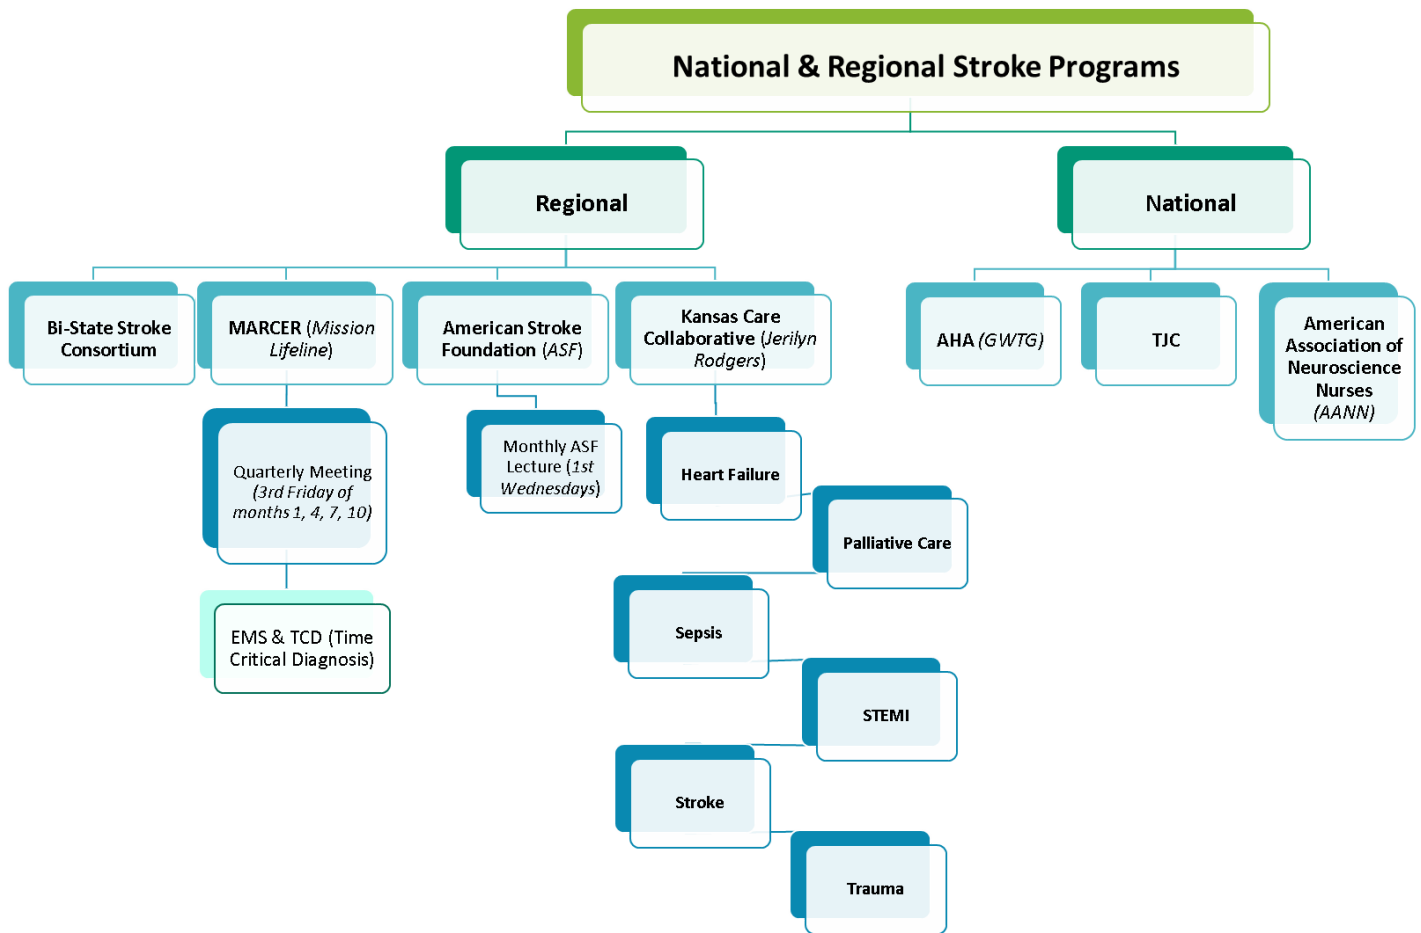 National & Regional Stroke Programs
Regional
National
Bi-State Stroke
Consortium
MARCER (Mission
Lifeline)
American Stroke
Foundation (ASF)
Kansas Care
Collaborative (Jerilyn
Rodgers)
AHA (GWTG)
TJC
American
Association of
Neuroscience
Nurses
(AANN)
Quarterly Meeting
(3rd Friday of
months 1, 4, 7, 10)
Monthly ASF
Lecture (1st
Wednesdays)
Heart Failure
Palliative Care
EMS & TCD (Time
Critical Diagnosis)
Sepsis
STEMI
Stroke
Trauma